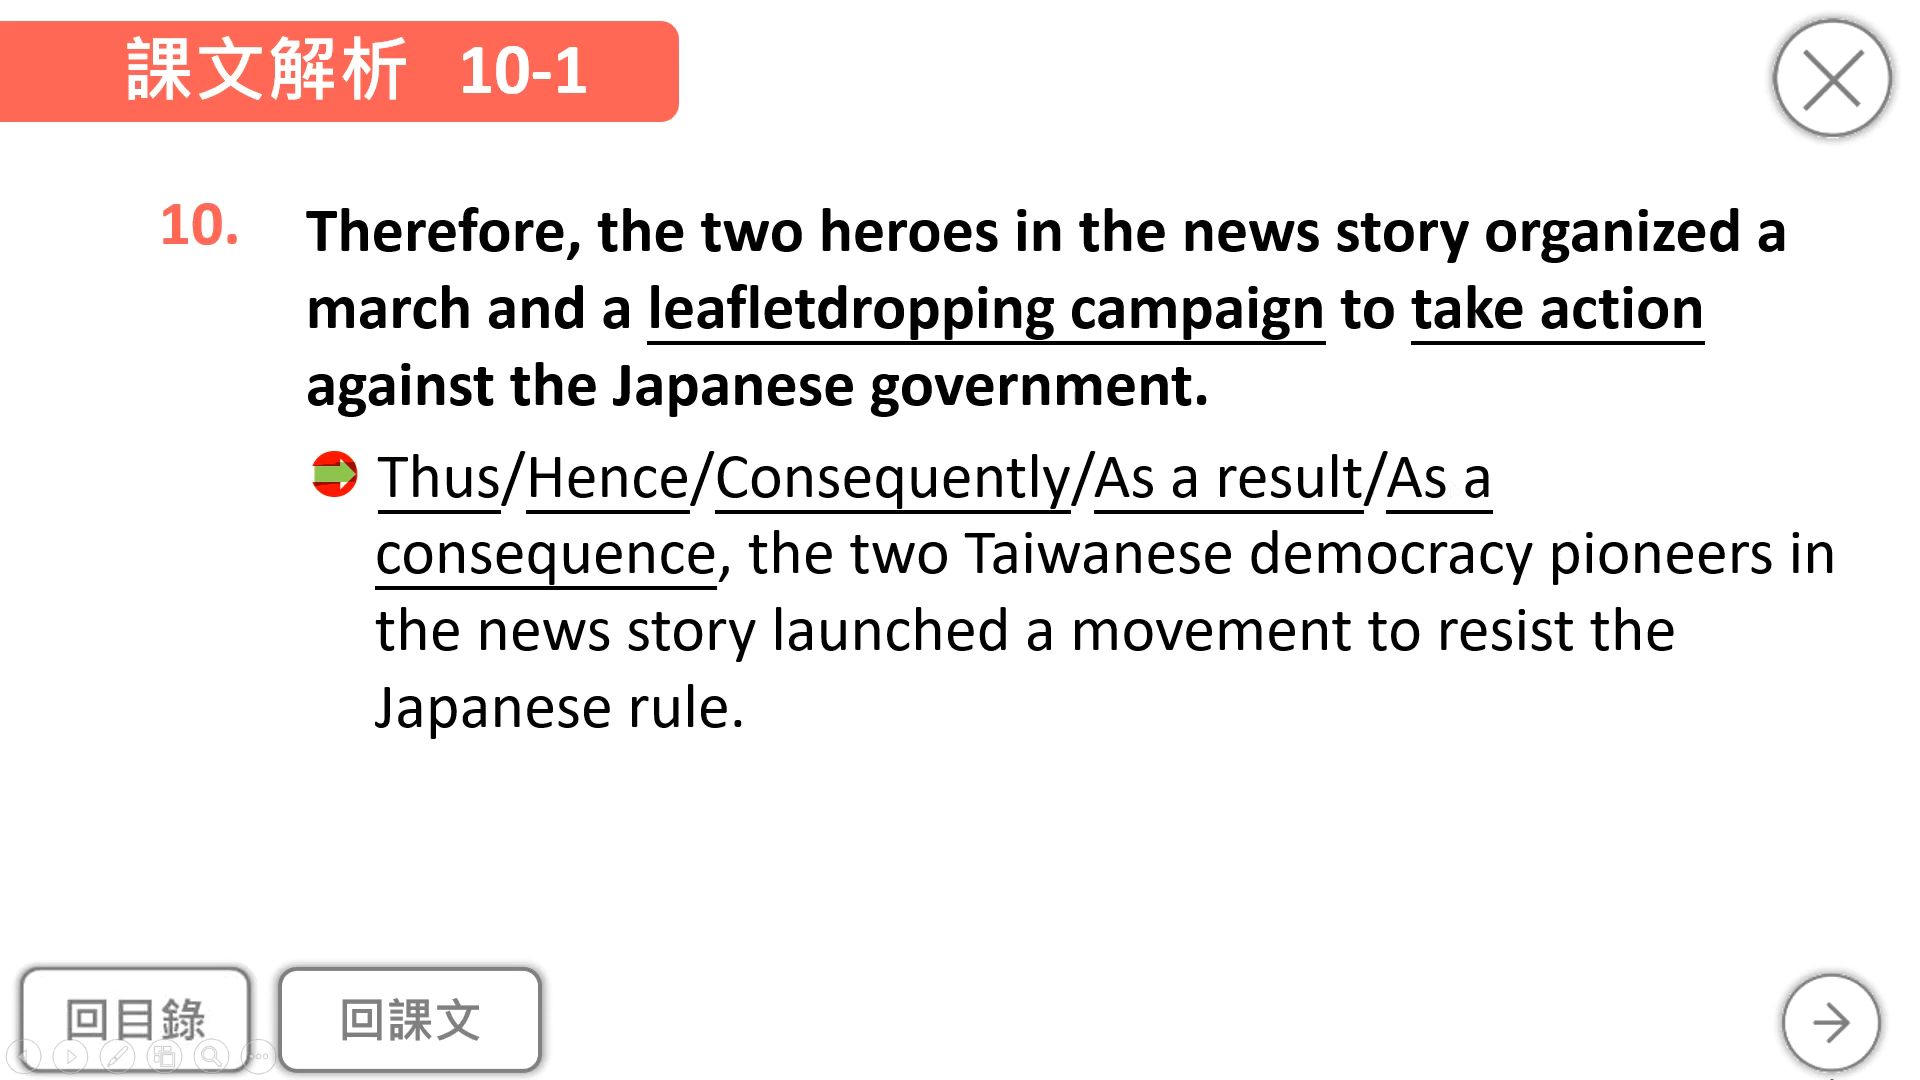 課文解析 10-1
10. Therefore, the two heroes in the news story organized a
march and a leafletdropping campaign to take action
against the Japanese government.
Thus/Hence/Consequently/As a result/As a
consequence, the two Taiwanese democracy pioneers in
the news story launched a movement to resist the
Japanese rule.
回目錄 回課文